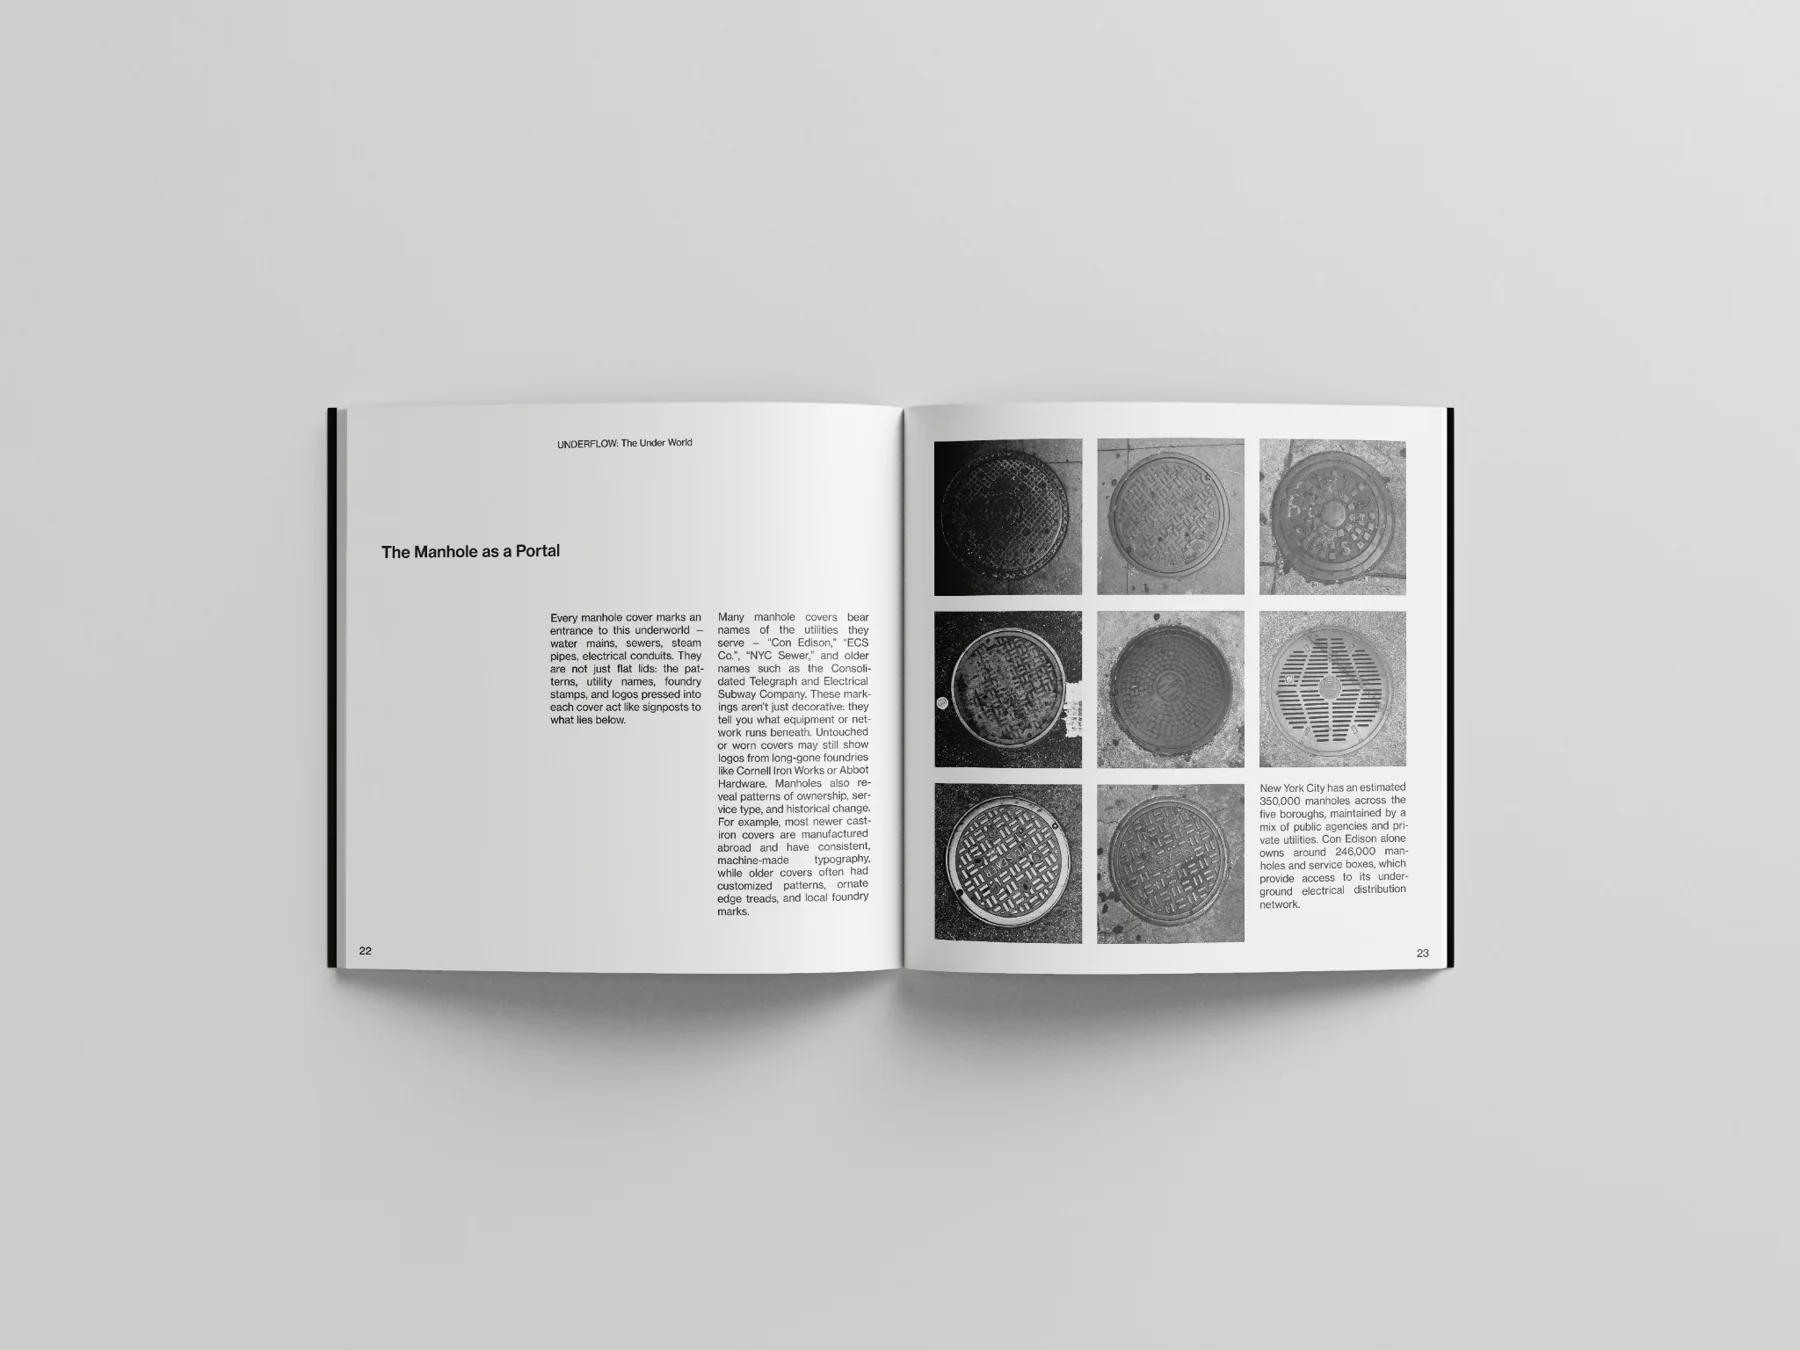 UNDERFLOW: The Under World
The Manhole as a Portal
Every manhole cover marks an
entrance to this underworld –
water mains, sewers, steam
pipes, electrical conduits. They
are not just flat lids: the pat-
terns, utility names, foundry
stamps, and logos pressed into
each cover act like signposts to
what lies below.
Many manhole covers bear
names of the utilities they
serve – “Con Edison,” “ECS
Co.”, “NYC Sewer,” and older
names such as the Consoli-
dated Telegraph and Electrical
Subway Company. These mark-
ings aren’t just decorative: they
tell you what equipment or net-
work runs beneath. Untouched
or worn covers may still show
logos from long-gone foundries
like Cornell Iron Works or Abbot
Hardware. Manholes also re-
veal patterns of ownership, ser-
vice type, and historical change.
For example, most newer cast-
iron covers are manufactured
abroad and have consistent,
machine-made typography,
while older covers often had
customized patterns, ornate
edge treads, and local foundry
marks.
22
New York City has an estimated
350,000 manholes across the
five boroughs, maintained by a
mix of public agencies and pri-
vate utilities. Con Edison alone
owns around 246,000 man-
holes and service boxes, which
provide access to its under-
ground electrical distribution
network.
23